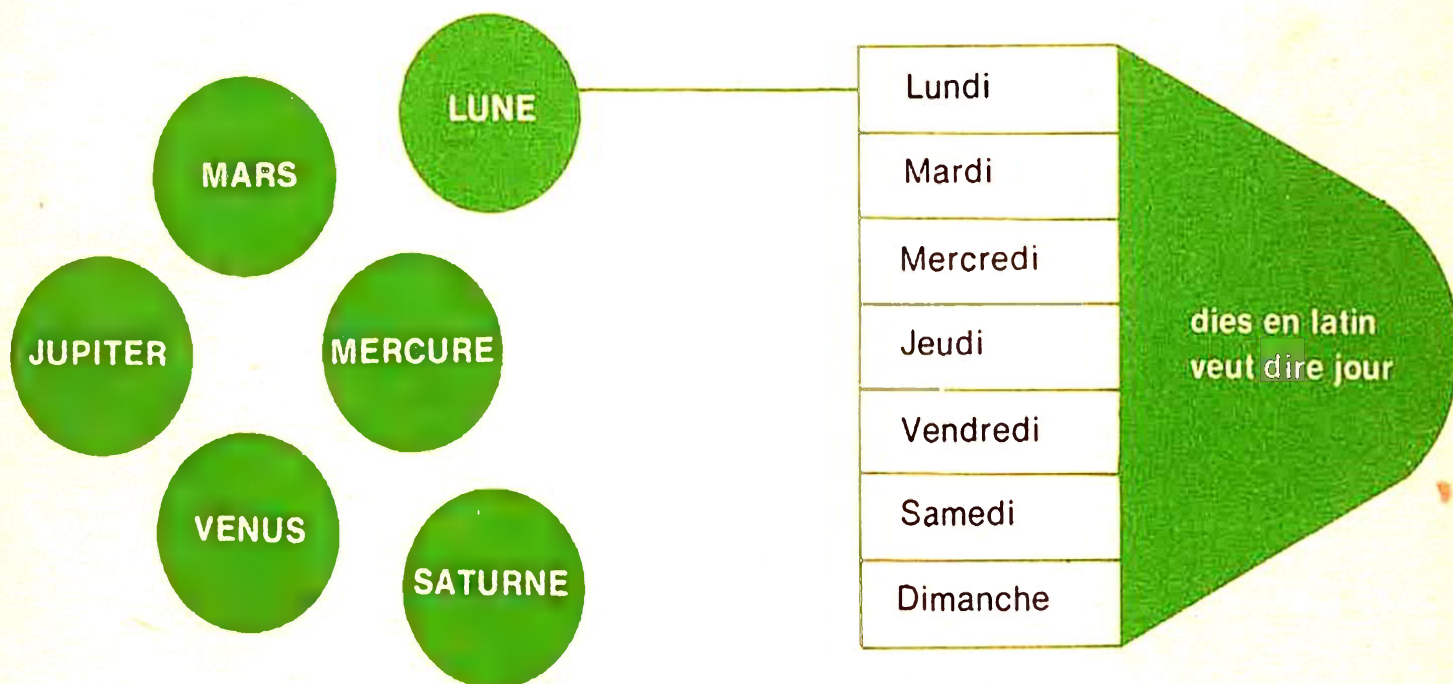 LUNE
MARS
JUPITER
MERCURE
VENUS
SATURNE
Lundi
Mardi
Mercredi
Jeudi
Vendredi
Samedi
Dimanche
dies en latin
veut dire jour